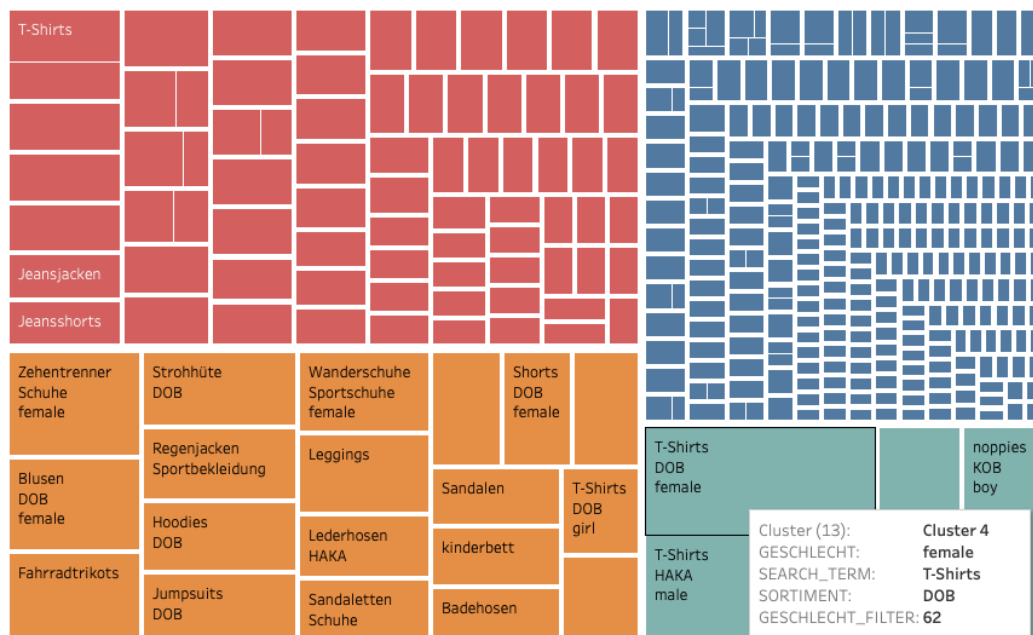 T-Shirts
Jeansjacken
Jeansshorts
Zehentrenner
Schuhe
female
Blusen
DOB
female
Fahrradtrikots
Strohhüte
DOB
Regenjacken
Sportbekleidung
Hoodies
DOB
Jumpsuits
DOB
Wanderschuhe
Sportschuhe
female
Leggings
Lederhosen
HAKA
Sandaletten
Schuhe
Shorts
DOB
female
Sandalen
kinderbett
Badehosen
T-Shirts
DOB
girl
T-Shirts
DOB
female
noppies
KOB
boy
T-Shirts
HAKA
male
Cluster (13): Cluster 4
GESCHLECHT: female
SEARCH_TERM: T-Shirts
SORTIMENT: DOB
GESCHLECHT_FILTER: 62